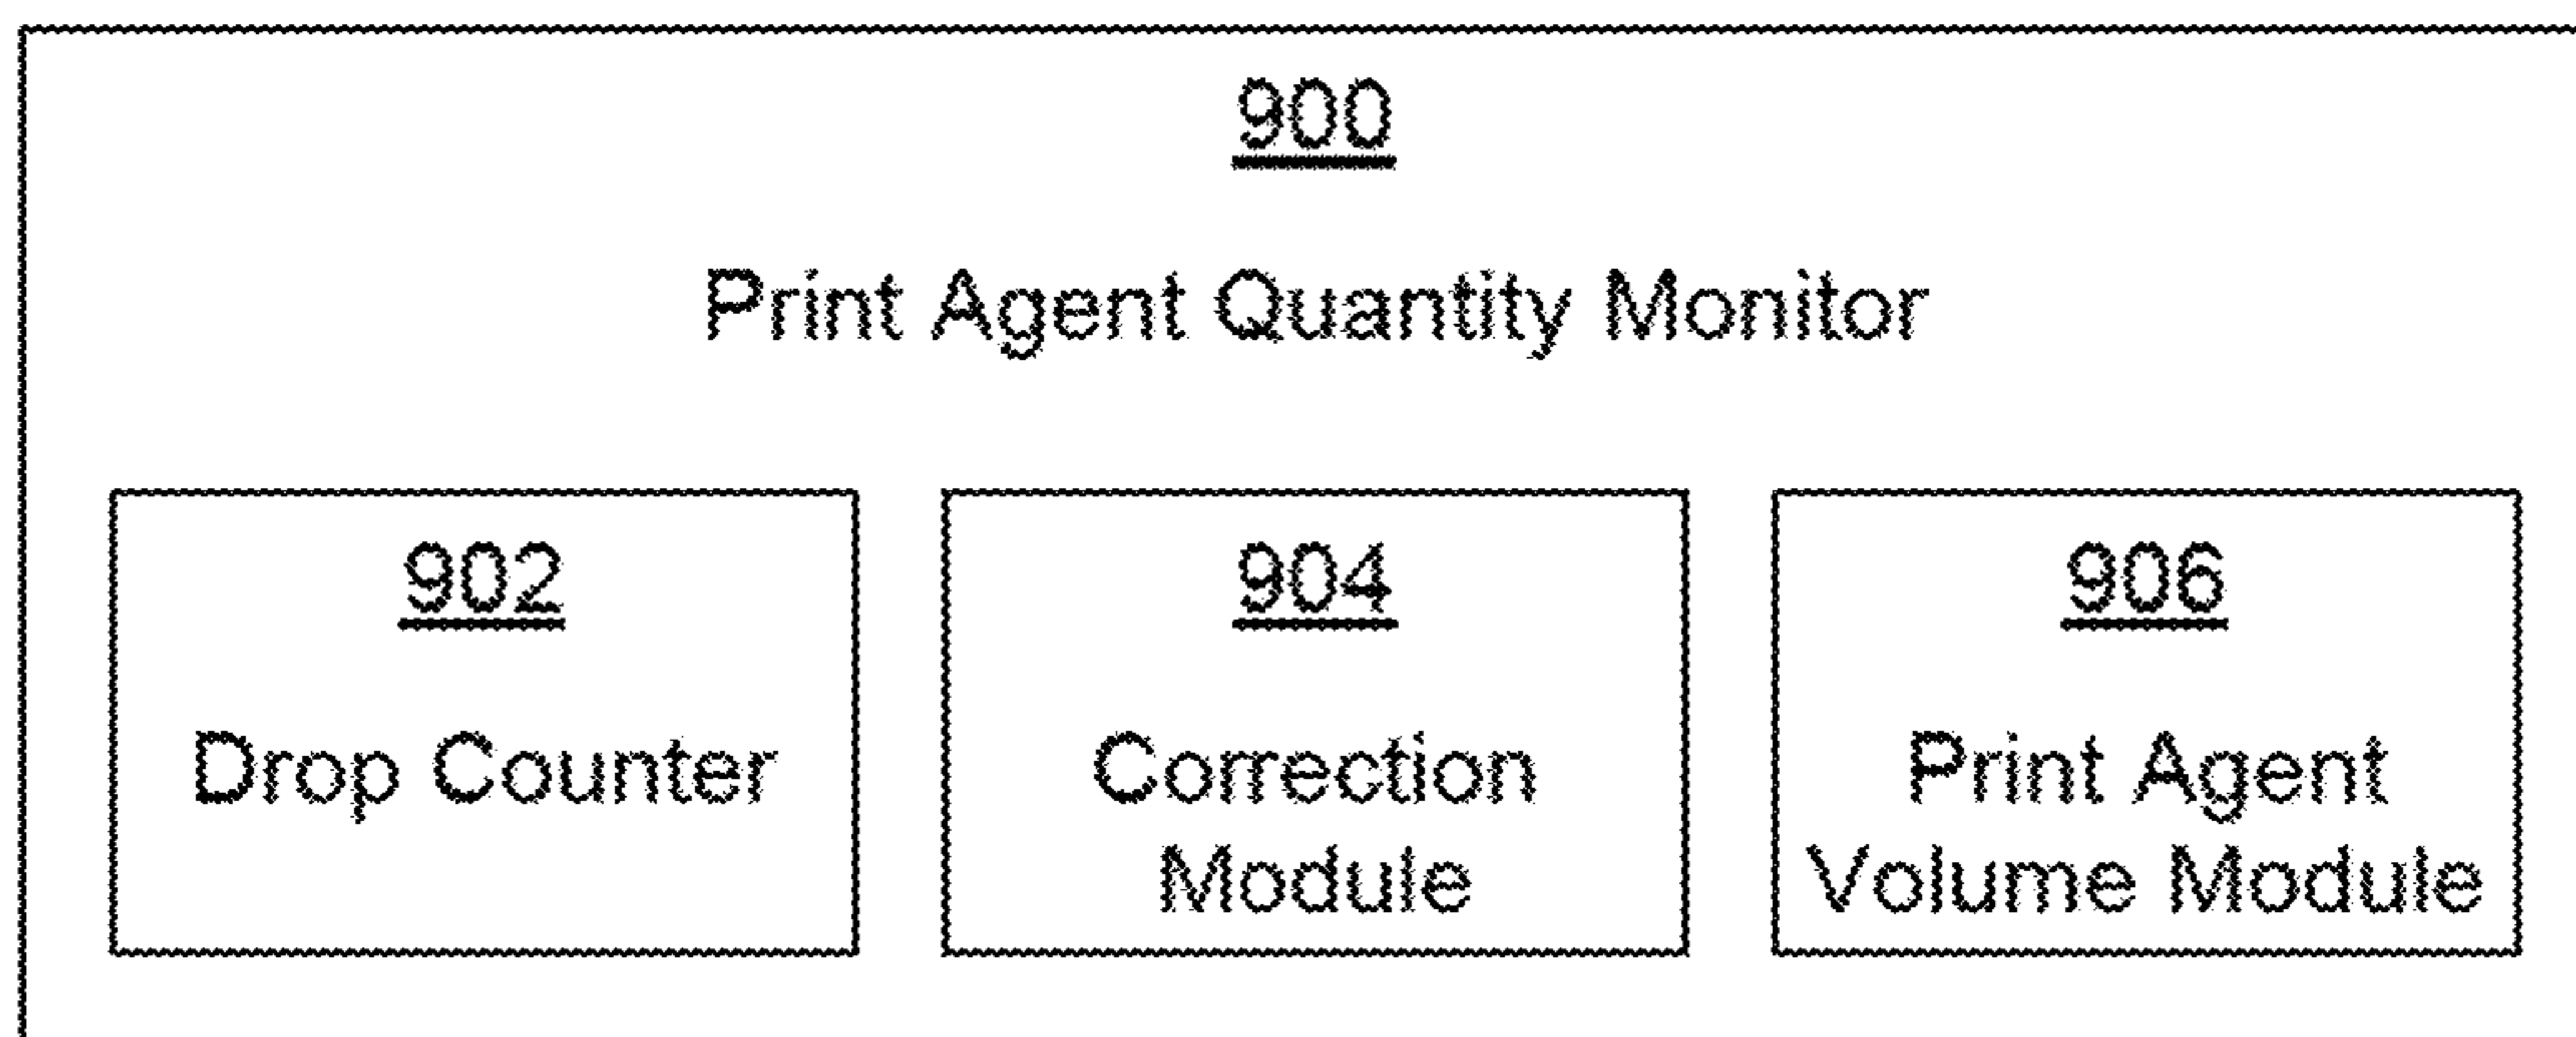 900
Print Agent Quantity Monitor
902
Drop Counter
904
Correction
Module
906
Print Agent
Volume Module